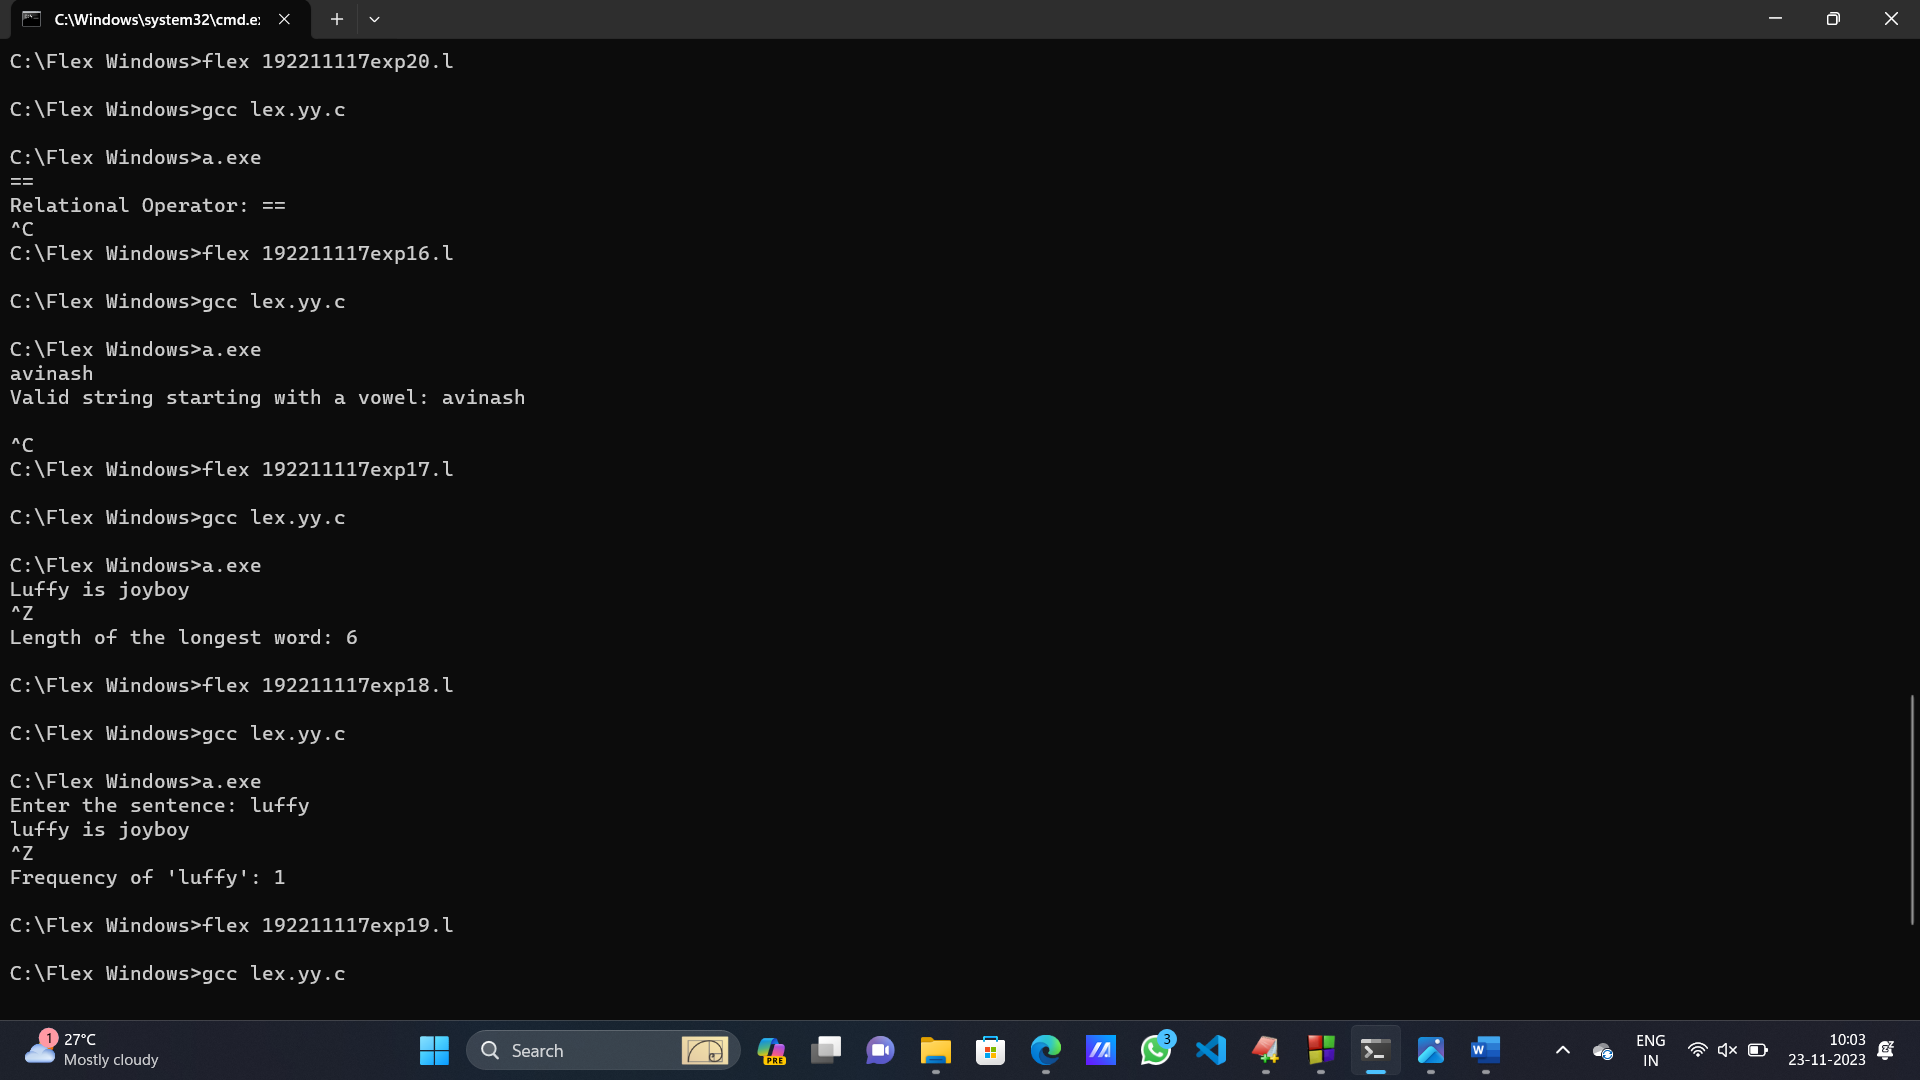 C:\Windows\system32\cmd.e
C:\Flex Windows>flex 192211117exp20.l
C:\Flex Windows>gcc lex.yy.c
C:\Flex Windows>a.exe
==
Relational Operator: ==
^C
C:\Flex Windows>flex 192211117exp16.l
C:\Flex Windows>gcc lex.yy.c
C:\Flex Windows>a.exe
avinash
Valid string starting with a vowel: avinash
^C
C:\Flex Windows>flex 192211117exp17.l
C:\Flex Windows>gcc lex.yy.c
C:\Flex Windows>a.exe
Luffy is joyboy
^Z
Length of the longest word: 6
C:\Flex Windows>flex 192211117exp18.l
C:\Flex Windows>gcc lex.yy.c
C:\Flex Windows>a.exe
Enter the sentence: luffy
luffy is joyboy
^Z
Frequency of 'luffy': 1
C:\Flex Windows>flex 192211117exp19.l
C:\Flex Windows>gcc lex.yy.c
1
27°C
Mostly cloudy
Search
PRE
3
W
ENG
IN
10:03
23-11-2023